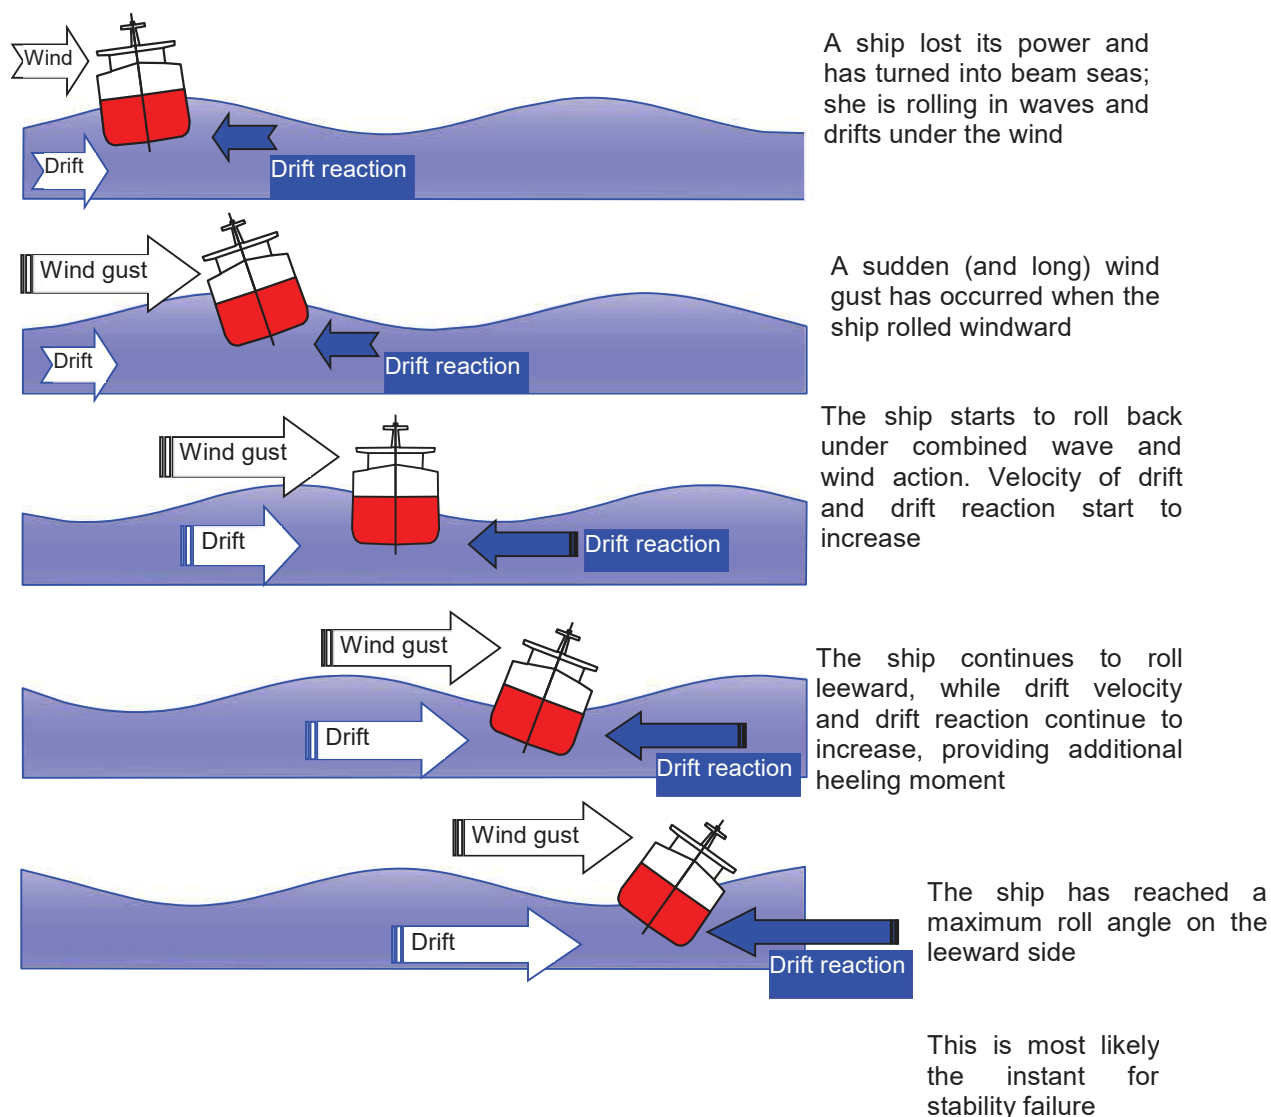 Wind
Drift
Drift reaction
A ship lost its power and
has turned into beam seas;
she is rolling in waves and
drifts under the wind
Wind gust
Drift
Drift reaction
A sudden (and long) wind
gust has occurred when the
ship rolled windward
Wind gust
Drift
Drift reaction
The ship starts to roll back
under combined wave and
wind action. Velocity of drift
and drift reaction start to
increase
Wind gust
Drift
Drift reaction
The ship continues to roll
leeward, while drift velocity
and drift reaction continue to
increase, providing additional
heeling moment
Wind gust
Drift
Drift reaction
The ship has reached a
maximum roll angle on the
leeward side
This is most likely
the instant for
stability failure